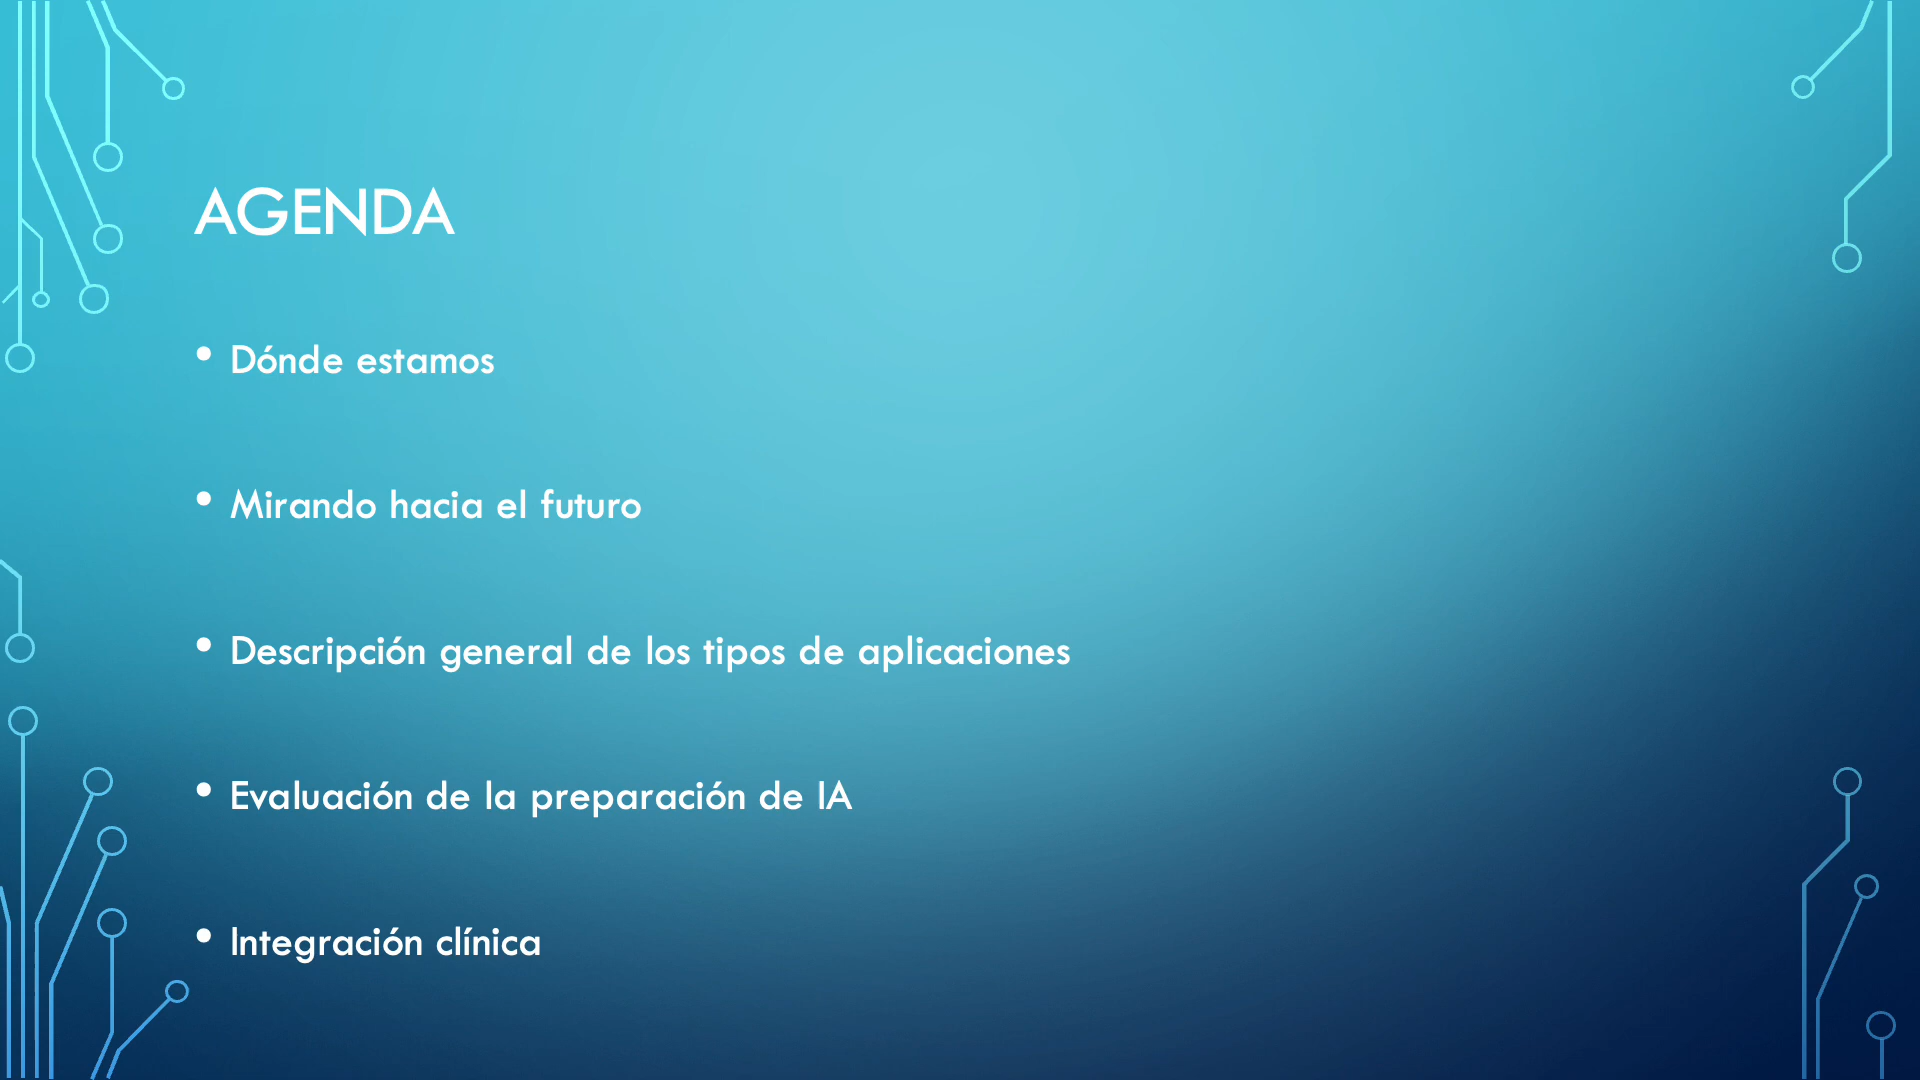 AGENDA
• Dónde estamos
• Mirando hacia el futuro
• Descripción general de los tipos de aplicaciones
• Evaluación de la preparación de IA
• Integración clínica